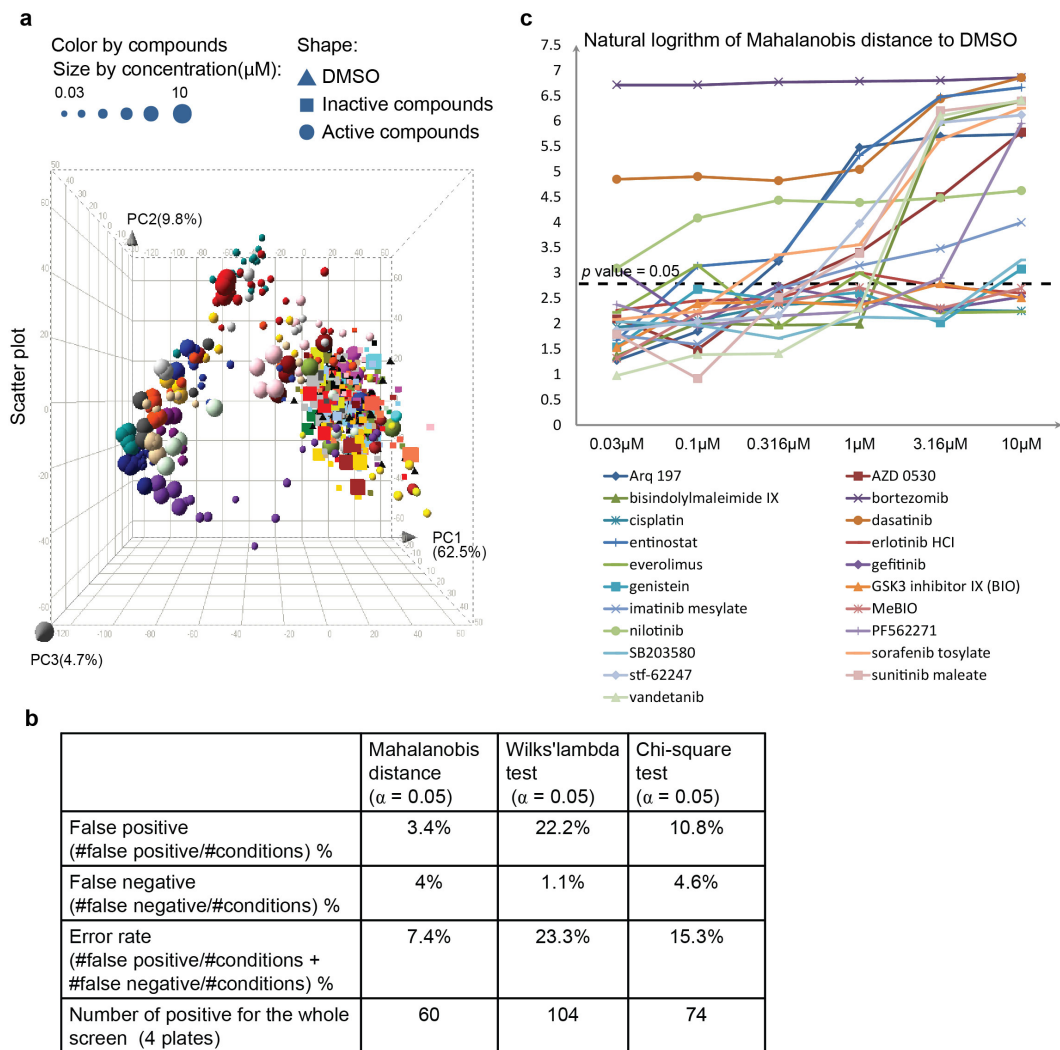 a
Color by compounds
Size by concentration(μM):
0.03
10
Shape:
DMSO
Inactive compounds
Active compounds
Scatter plot
PC2(9.8%)
PC1
(62.5%)
PC3(4.7%)
c
Natural logrithm of Mahalanobis distance to DMSO
7.5
7
6.5
6
5.5
5
4.5
4
3.5
3
2.5
2
1.5
1
0.5
0
p value = 0.05
0.03μM 0.1μM 0.316μM 1μM 3.16μM 10μM
Arq 197
AZD 0530
bisindolylmaleimide IX
bortezomib
cisplatin
dasatinib
entinostat
erlotinib HCl
everolimus
gefitinib
genistein
GSK3 inhibitor IX (BIO)
imatinib mesylate
MeBIO
nilotinib
PF562271
SB203580
sorafenib tosylate
stf-62247
sunitinib maleate
vandetanib
b
Mahalanobis
distance
(α = 0.05)
Wilks'lambda
test
(α = 0.05)
Chi-square
test
(α = 0.05)
False positive
(#false positive/#conditions) %
3.4%
22.2%
10.8%
False negative
(#false negative/#conditions) %
4%
1.1%
4.6%
Error rate
(#false positive/#conditions +
#false negative/#conditions) %
7.4%
23.3%
15.3%
Number of positive for the whole
screen (4 plates)
60
104
74